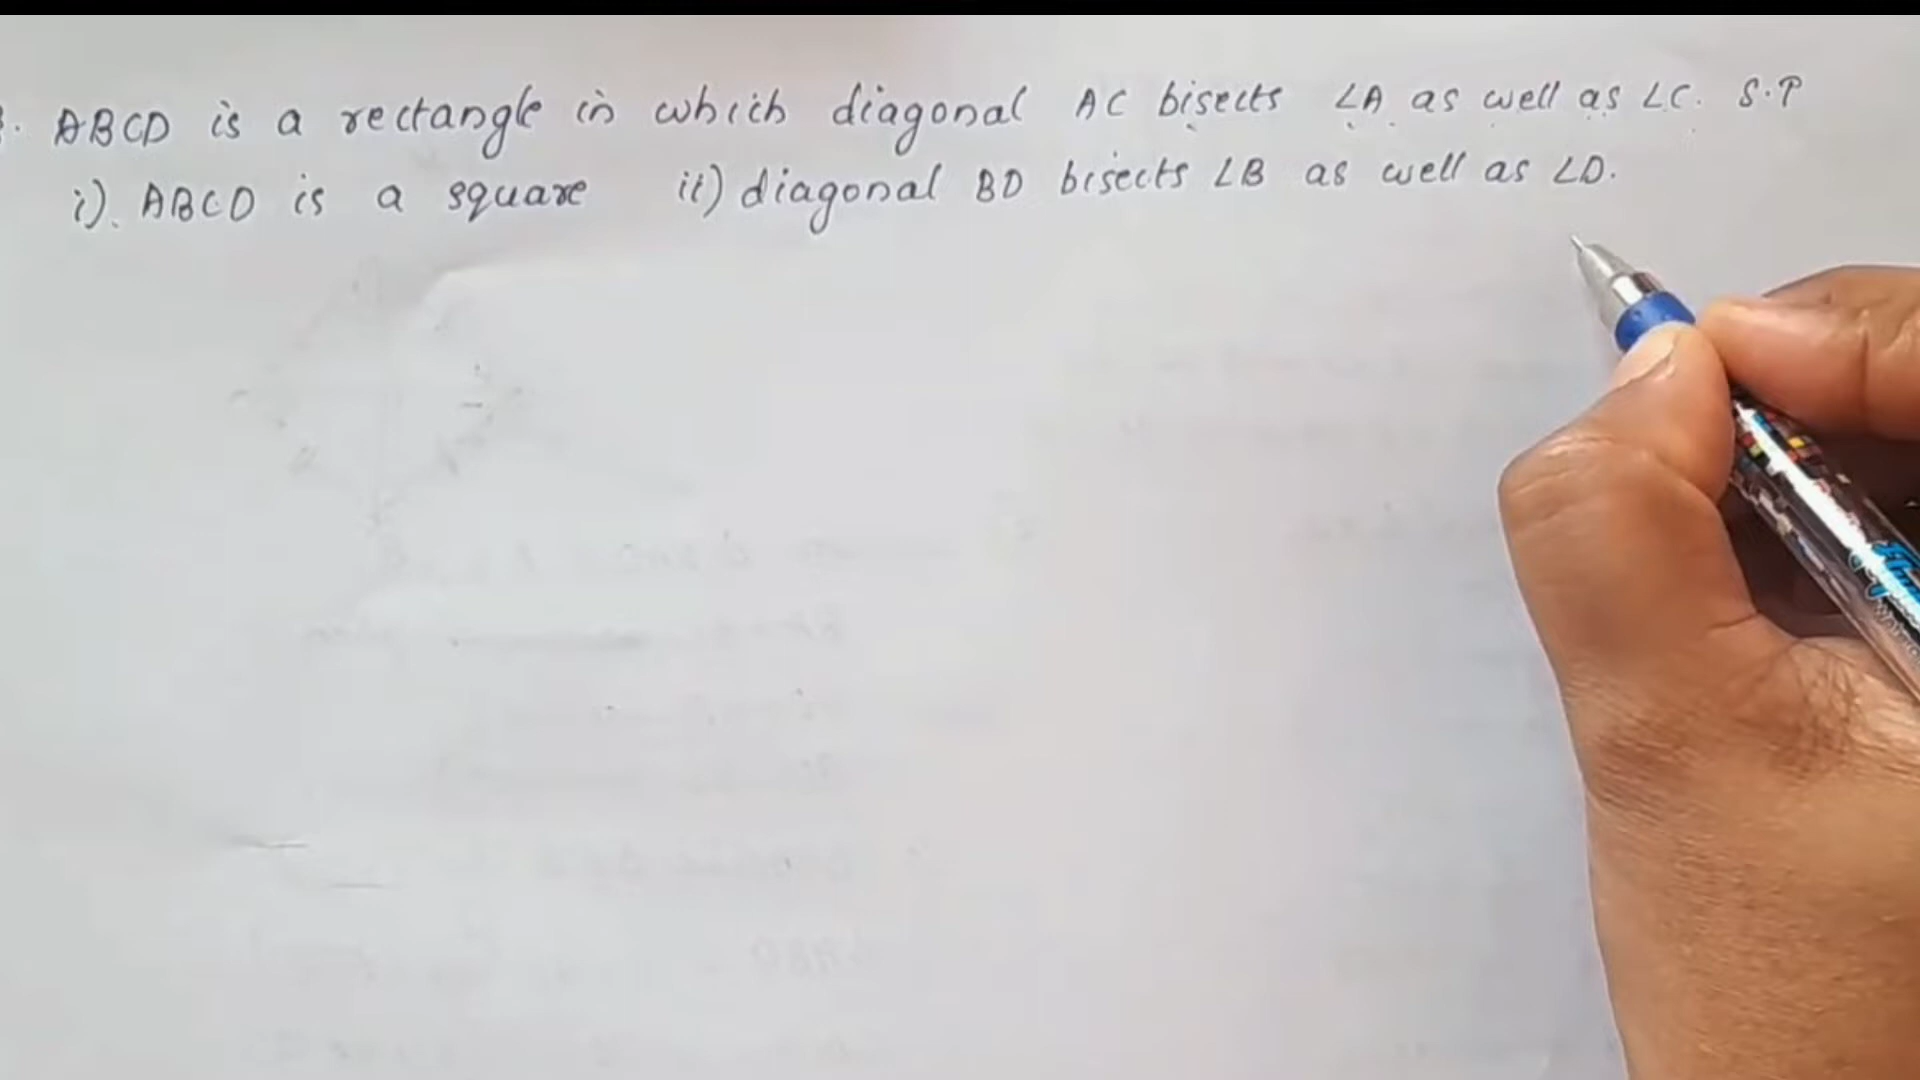 ABCD is a rectangle in which diagonal AC bisects ∠A as well as ∠C. S.P
i). ABCD is a square ii) diagonal BD bisects ∠B as well as ∠D.